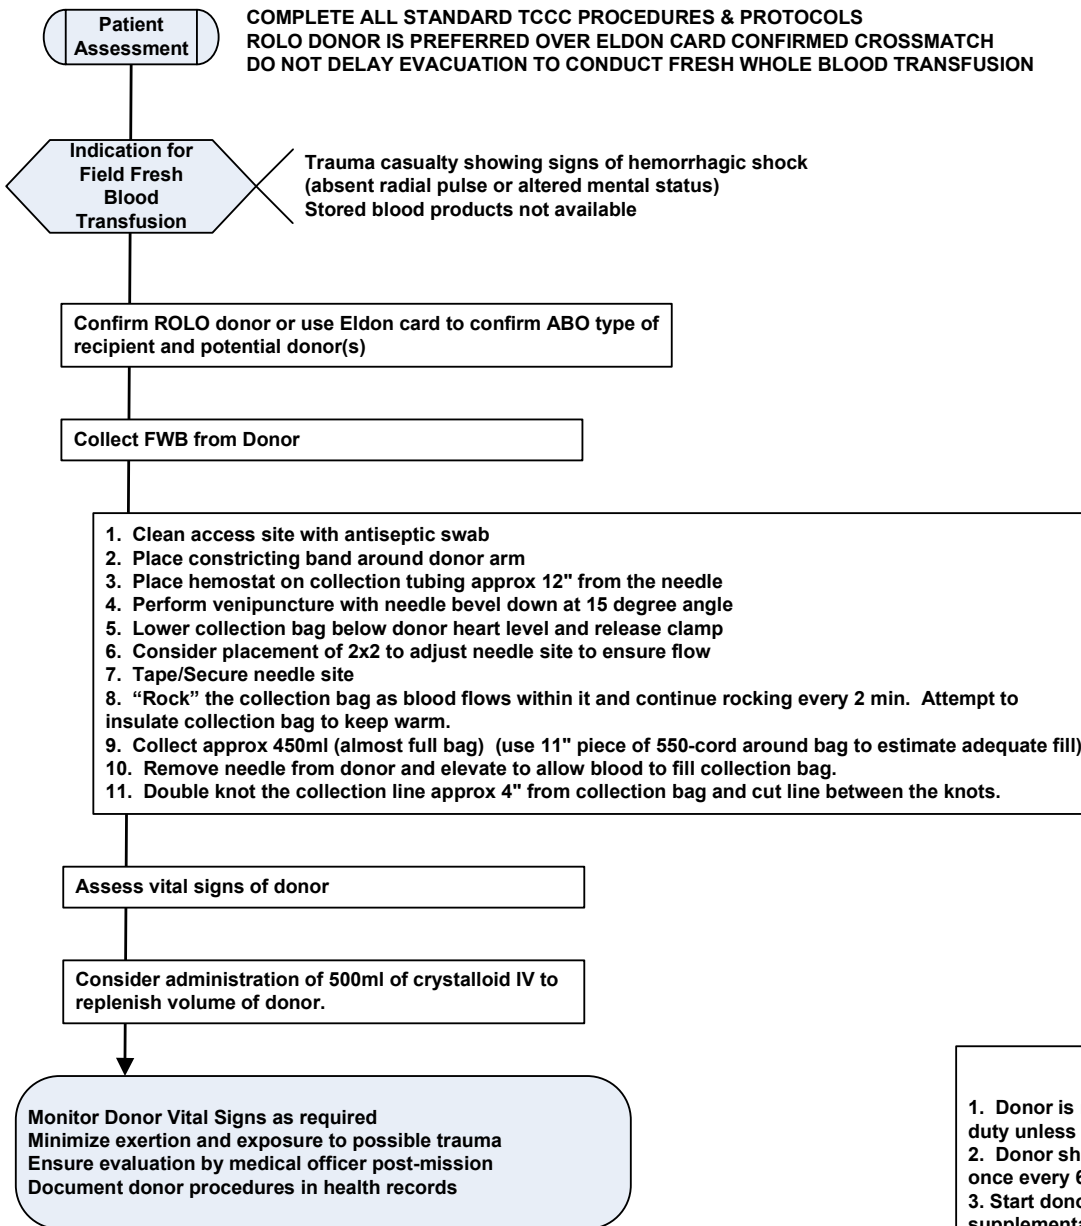 Patient
Assessment
COMPLETE ALL STANDARD TCCC PROCEDURES & PROTOCOLS
ROLO DONOR IS PREFERRED OVER ELDON CARD CONFIRMED CROSSMATCH
DO NOT DELAY EVACUATION TO CONDUCT FRESH WHOLE BLOOD TRANSFUSION
Indication for
Field Fresh
Blood
Transfusion
Trauma casualty showing signs of hemorrhagic shock
(absent radial pulse or altered mental status)
Stored blood products not available
Confirm ROLO donor or use Eldon card to confirm ABO type of
recipient and potential donor(s)
Collect FWB from Donor
1. Clean access site with antiseptic swab
2. Place constricting band around donor arm
3. Place hemostat on collection tubing approx 12" from the needle
4. Perform venipuncture with needle bevel down at 15 degree angle
5. Lower collection bag below donor heart level and release clamp
6. Consider placement of 2x2 to adjust needle site to ensure flow
7. Tape/Secure needle site
8. “Rock” the collection bag as blood flows within it and continue rocking every 2 min. Attempt to
insulate collection bag to keep warm.
9. Collect approx 450ml (almost full bag) (use 11" piece of 550-cord around bag to estimate adequate fill)
10. Remove needle from donor and elevate to allow blood to fill collection bag.
11. Double knot the collection line approx 4" from collection bag and cut line between the knots.
Assess vital signs of donor
Consider administration of 500ml of crystalloid IV to
replenish volume of donor.
Monitor Donor Vital Signs as required
Minimize exertion and exposure to possible trauma
Ensure evaluation by medical officer post-mission
Document donor procedures in health records
1. Donor is
duty unless
2. Donor sh
once every 6
3. Start dono